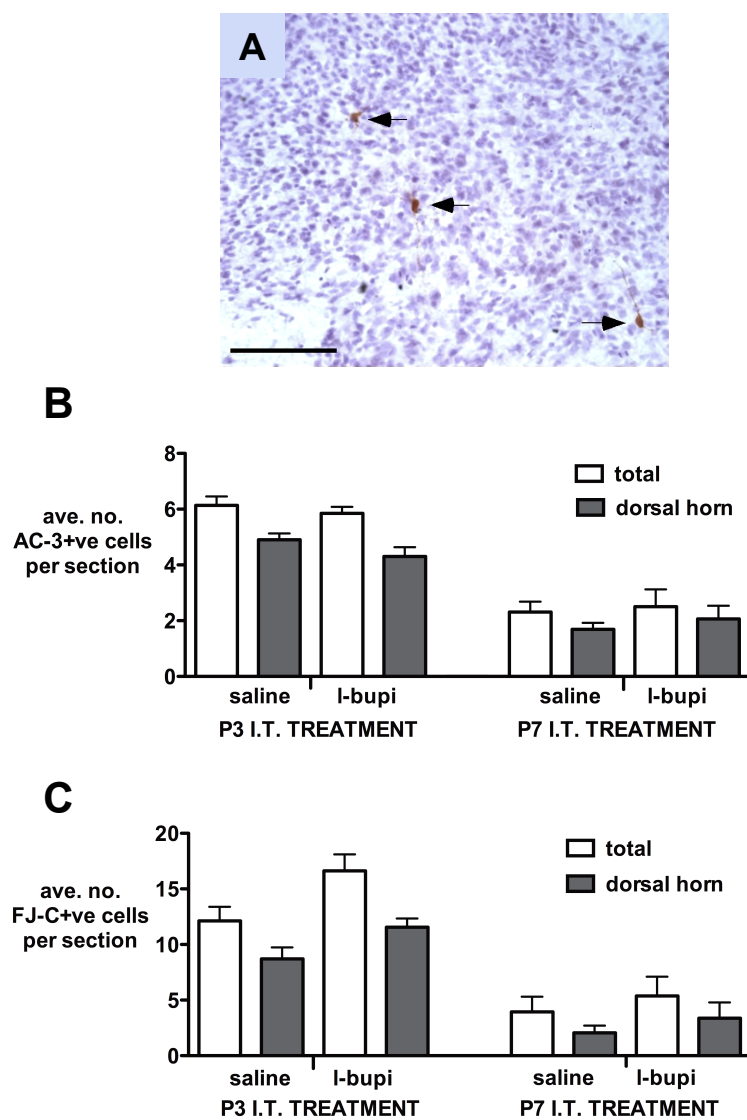 A
B
8
6
4
2
0
ave. no.
AC-3+ve cells
per section
total
dorsal horn
saline l-bupi saline l-bupi
P3 I.T. TREATMENT P7 I.T. TREATMENT
C
20
15
10
5
0
ave. no.
FJ-C+ve cells
per section
total
dorsal horn
saline l-bupi saline l-bupi
P3 I.T. TREATMENT P7 I.T. TREATMENT